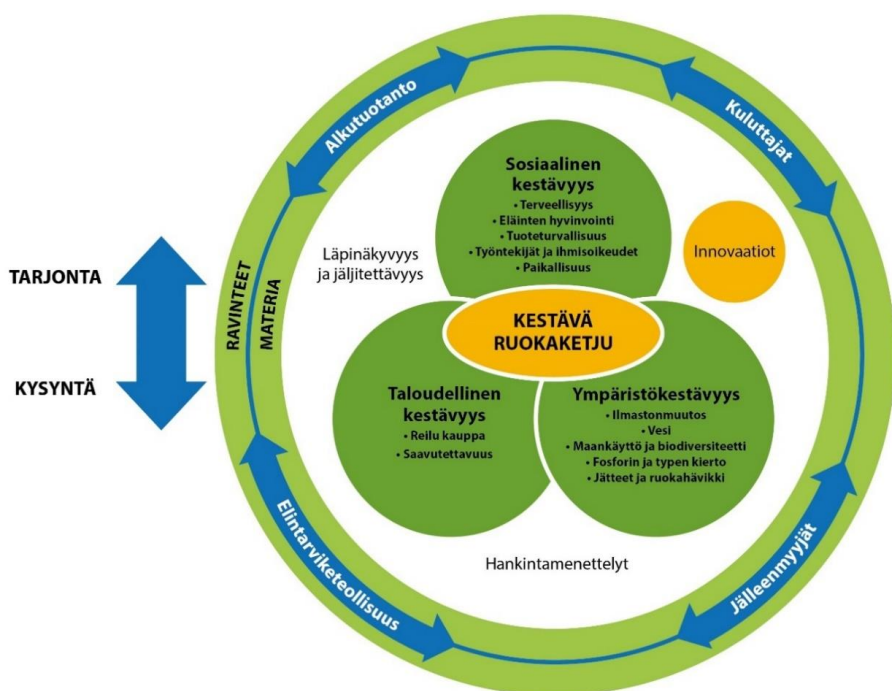 Alkutuotanto
Kuluttajat
Sosiaalinen
kestävyys
• Terveellisyys
• Eläinten hyvinvointi
• Tuoteturvallisuus
• Työntekijät ja ihmisoikeudet
• Paikallisuus
Innovaatiot
Läpinäkyvyys
ja jäljitettävyys
TARJONTA
KYSYNTÄ
RAVINTEET
MATERIA
KESTÄVÄ
RUOKAKETJU
Taloudellinen
kestävyys
• Reilu kauppa
• Saavutettavuus
Ympäristökestävyys
• Ilmastonmuutos
• Vesi
• Maankäyttö ja biodiversiteetti
• Fosforin ja typen kierto
• Jätteet ja ruokahävikki
Hankintamenettelyt
Elintarviketeollisuus
Jälleenmyyjät